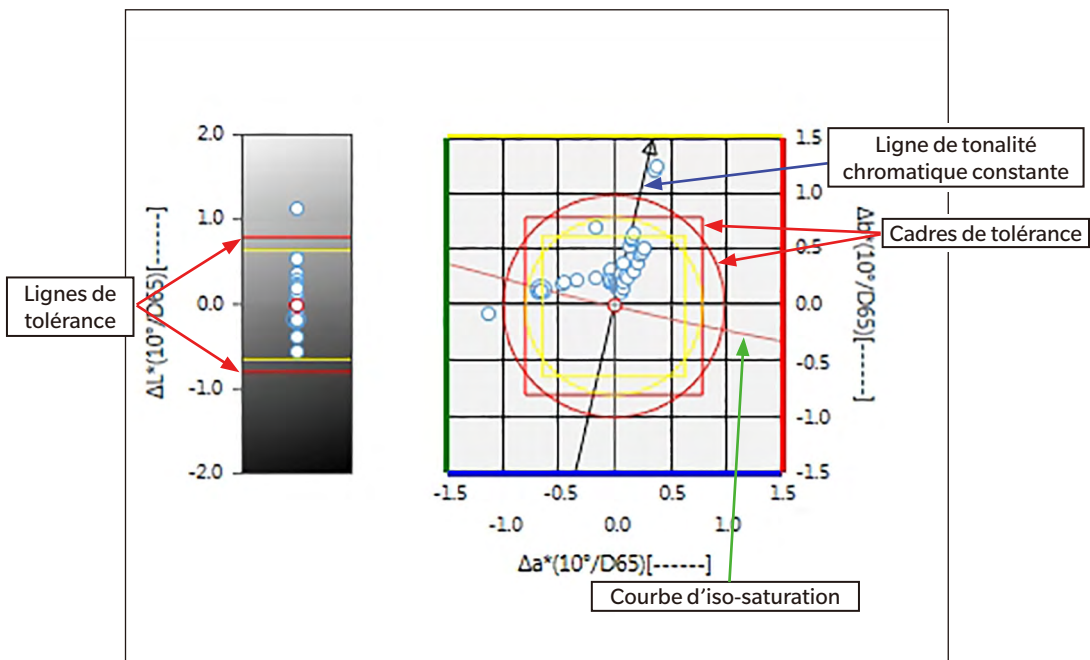 2.0
1.0
0.0
-1.0
-2.0
ΔL*(10°/D65)[-----]
Lignes de
tolérance
1.5
1.0
0.5
0.0
-0.5
-1.0
-1.5
Δb*(10°/D65)[-----]
Ligne de tonalité
chromatique constante
Cadres de tolérance
-1.5
-0.5
0.5
1.5
-1.0
0.0
1.0
Δa*(10°/D65)[------]
Courbe d’iso-saturation